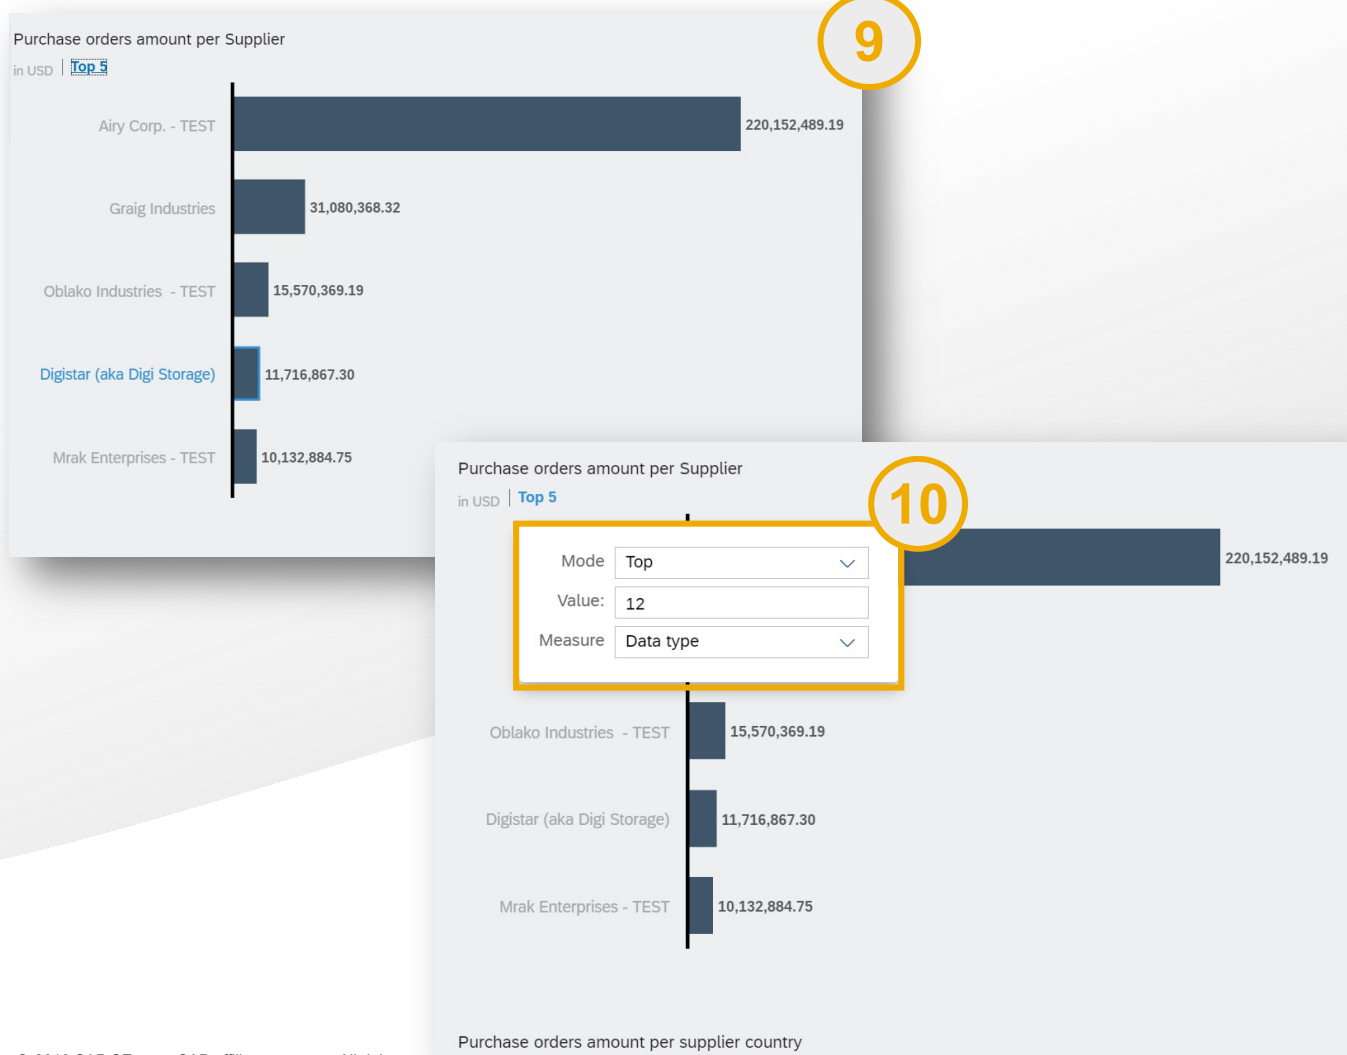 9
Purchase orders amount per Supplier
in USD | Top 5
Airy Corp. - TEST 220,152,489.19
Graig Industries 31,080,368.32
Oblako Industries - TEST 15,570,369.19
Digistar (aka Digi Storage) 11,716,867.30
Mrak Enterprises - TEST 10,132,884.75
10
Purchase orders amount per Supplier
in USD | Top 5
220,152,489.19
Mode Top
Value: 12
Measure Data type
Oblako Industries - TEST 15,570,369.19
Digistar (aka Digi Storage) 11,716,867.30
Mrak Enterprises - TEST 10,132,884.75
Purchase orders amount per supplier country